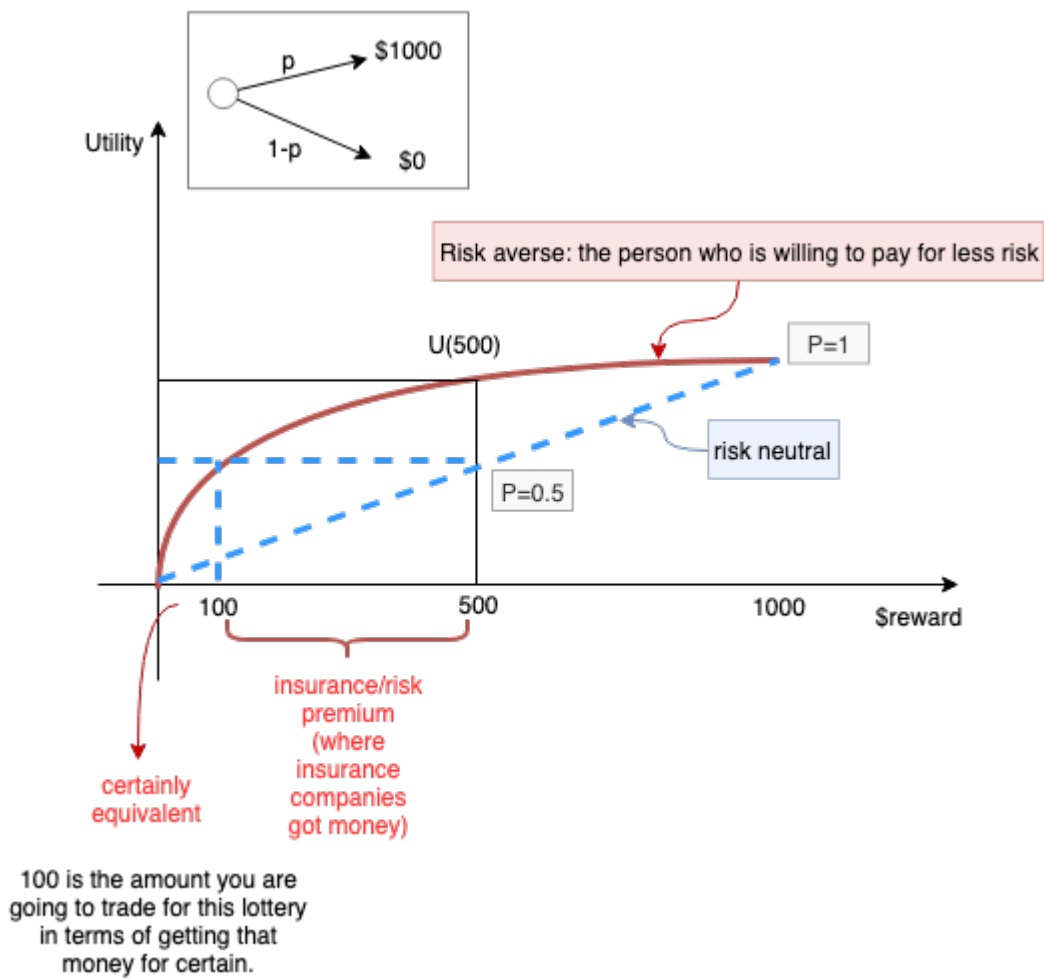 p
$1000
1-p
$0
Utility
Risk averse: the person who is willing to pay for less risk
U(500)
P=1
risk neutral
P=0.5
100
500
1000
$reward
insurance/risk
premium
(where
insurance
companies
got money)
certainly
equivalent
100 is the amount you are
going to trade for this lottery
in terms of getting that
money for certain.